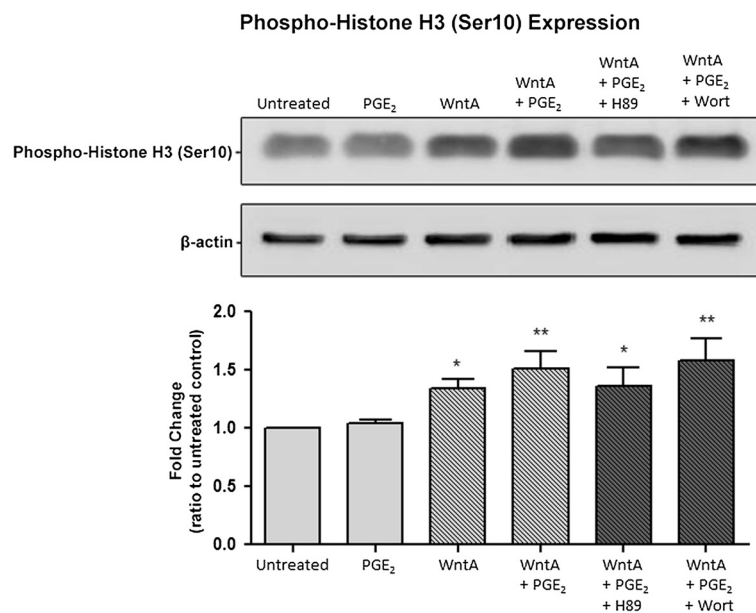 Phospho-Histone H3 (Ser10) Expression
Untreated
PGE₂
WntA
WntA
+ PGE₂
WntA
+ PGE₂
+ H89
WntA
+ PGE₂
+ Wort
Phospho-Histone H3 (Ser10)
β-actin
Fold Change
(ratio to untreated control)
2.0
1.5
1.0
0.5
0.0
*
**
*
**
Untreated
PGE₂
WntA
WntA
+ PGE₂
WntA
+ PGE₂
+ H89
WntA
+ PGE₂
+ Wort